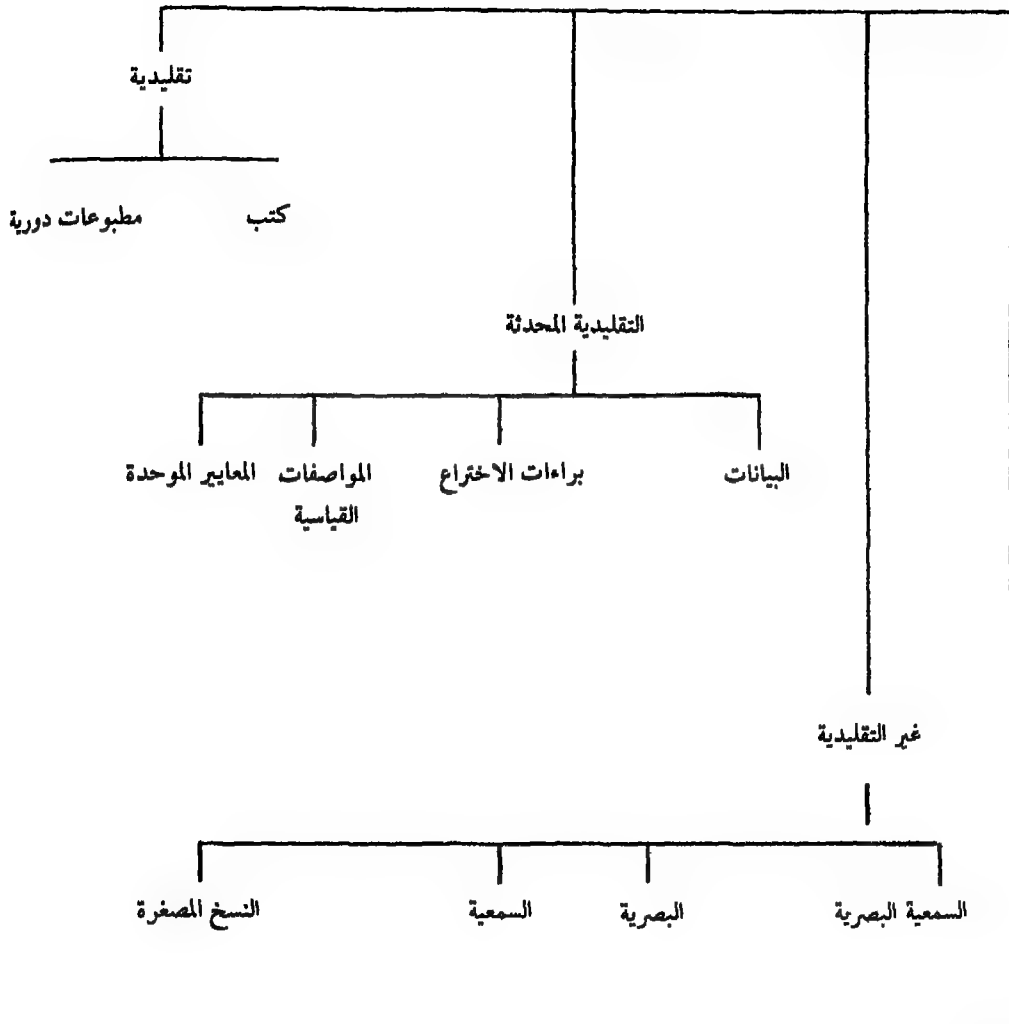 تقليدية
كتب
مطبوعات دورية
التقليدية المحدثة
البيانات
براءات الاختراع
المواصفات
القياسية
المعايير الموحدة
غير التقليدية
السمعية البصرية
البصرية
السمعية
النسخ المصغرة